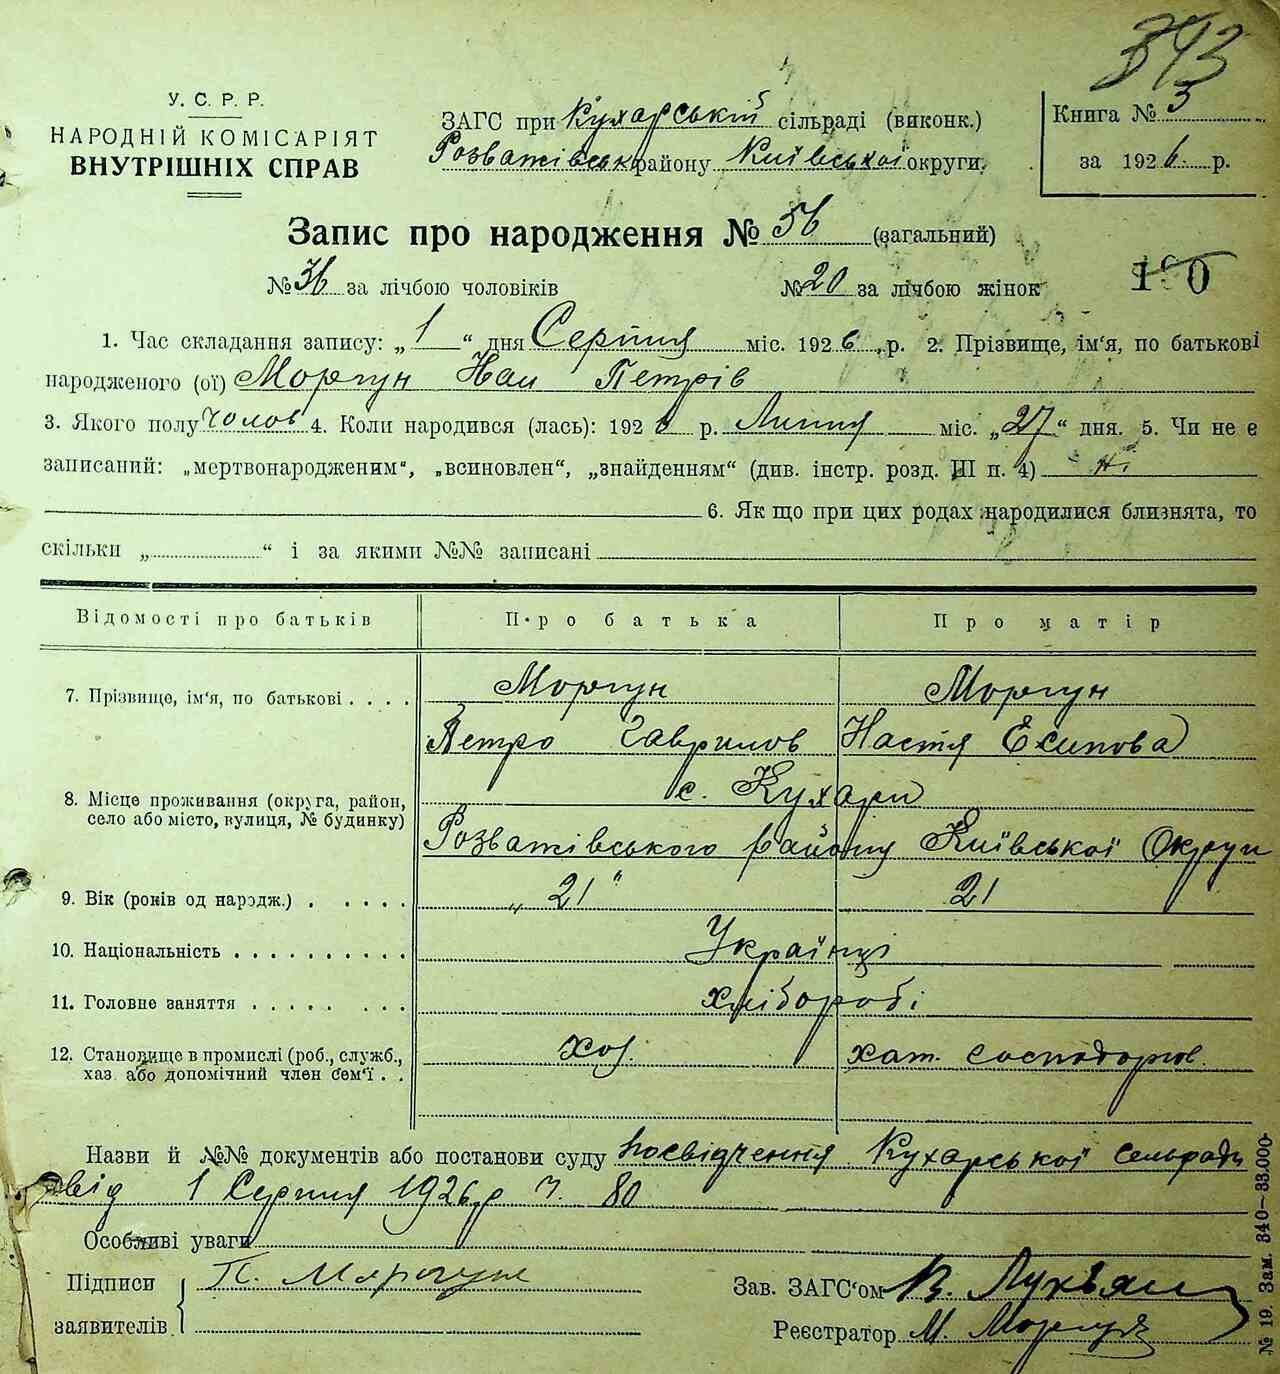 343
У. С. Р. Р.
НАРОДНІЙ КОМІСАРІЯТ
ВНУТРІШНІХ СПРАВ
ЗАГС при Кухарській сільраді (виконк.)
Розважівськ району Київської округи.
Книга № 3
за 1926 р.
Запис про народження № 56 (загальний)
№ 36 за лічбою чоловіків
№ 20 за лічбою жінок
1. Час складання запису: „1“ дня Серпня міс. 1926 р. 2. Прізвище, ім‘я, по батькові
народженого (ої) Моргун Петрів
3. Якого полу Чолов 4. Коли народився (лась): 1926 р. Липня міс. „27“ дня. 5. Чи не є
записаний: „мертвонародженим“, „всиновлен“, „знайденням“ (див. інстр. розд. III п. 4) ні
6. Як що при цих родах народилися близнята, то
скільки „ “ і за якими №№ записані
Відомості про батьків
Про батька
Про матір
7. Прізвище, ім‘я, по батькові
Моргун
Моргун
Петро Гаврилов
Настя Есипова
8. Місце проживання (округа, район,
село або місто, вулиця, № будинку)
с. Кухари
Розважівського району Київської Округи
9. Вік (років од народж.)
„21“
21
10. Національність
Українці
11. Головне заняття
хлібороби
12. Становище в промислі (роб., служб.,
хаз. або допомічний член сем‘ї
хоз.
хат. господарюв.
Назви й №№ документів або постанови суду посвідчення Кухарської сельради
від 1 Серпня 1926 р ч. 80
Особливі уваги
Підписи
заявителів
П. Моргун
Зав. ЗАГС‘ом В. Лукьян
Реєстратор М. Моргун
№ 19. Зам. 340—33.000